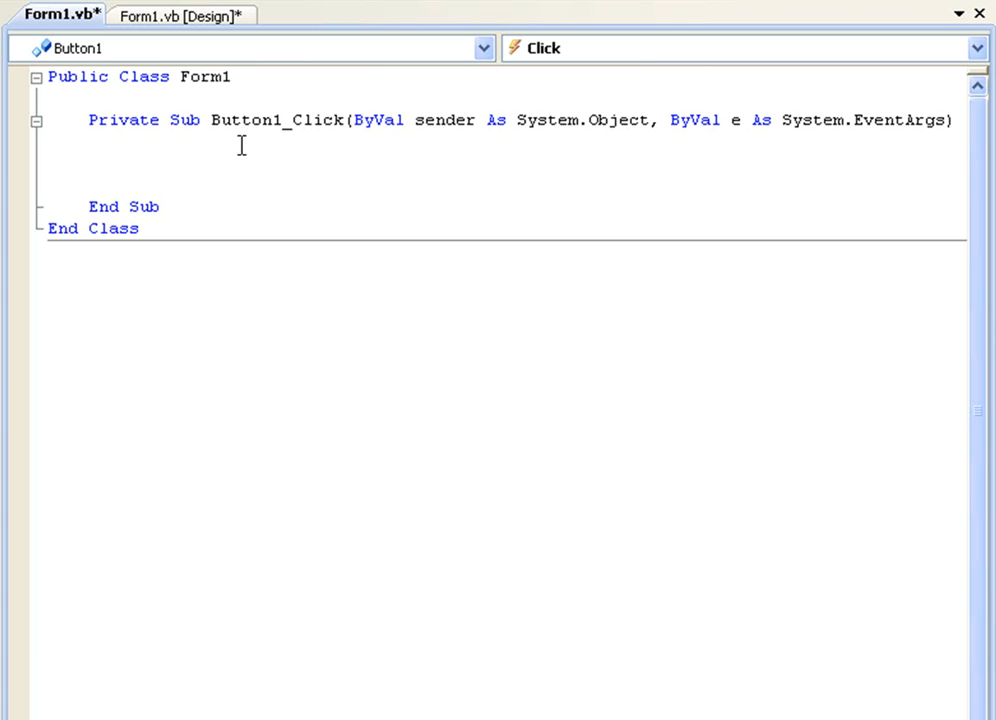 Form1.vb* Form1.vb [Design]*
Button1 Click
Public Class Form1
Private Sub Button1_Click(ByVal sender As System.Object, ByVal e As System.EventArgs)
End Sub
End Class